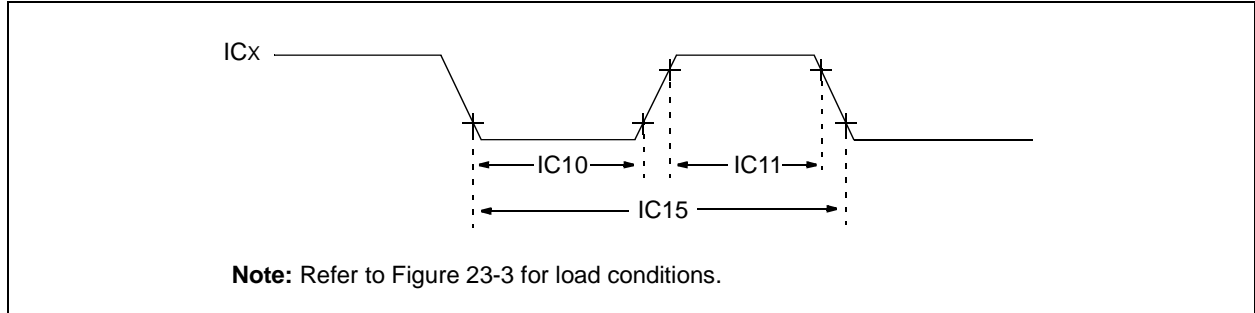 ICX
IC10
IC11
IC15
Note: Refer to Figure 23-3 for load conditions.